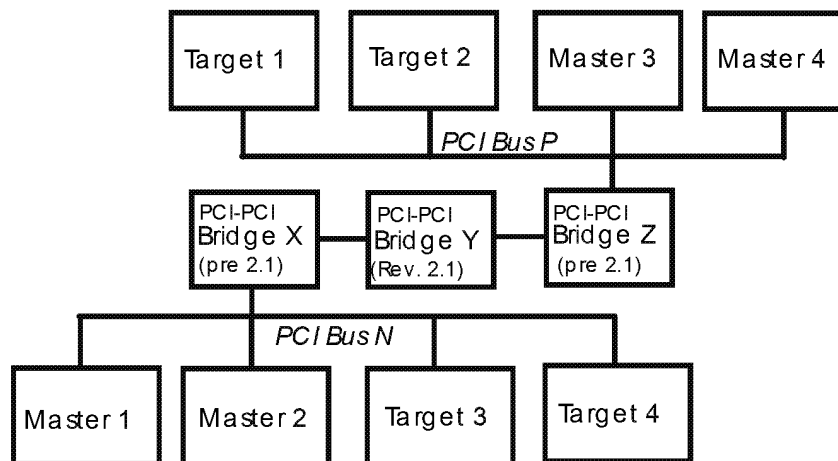 Target 1
Target 2
Master 3
Master 4
PCI Bus P
PCI-PCI
Bridge X
(pre 2.1)
PCI-PCI
Bridge Y
(Rev. 2.1)
PCI-PCI
Bridge Z
(pre 2.1)
PCI Bus N
Master 1
Master 2
Target 3
Target 4